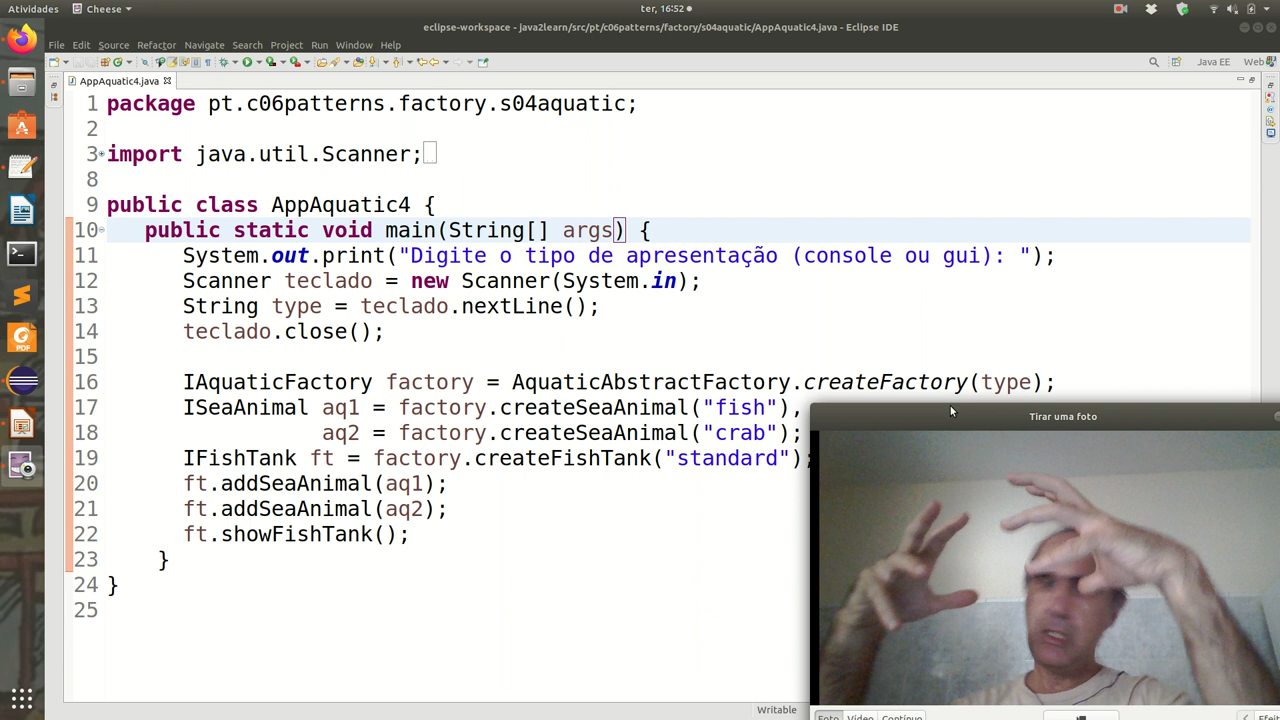 Atividades
Cheese
ter, 16:52
eclipse-workspace - java2learn/src/pt/c06patterns/factory/s04aquatic/AppAquatic4.java - Eclipse IDE
File Edit Source Refactor Navigate Search Project Run Window Help
Java EE
Web
AppAquatic4.java
1 package pt.c06patterns.factory.s04aquatic;
2
3 import java.util.Scanner;
8
9 public class AppAquatic4 {
10 public static void main(String[] args) {
11 System.out.print("Digite o tipo de apresentação (console ou gui): ");
12 Scanner teclado = new Scanner(System.in);
13 String type = teclado.nextLine();
14 teclado.close();
15
16 IAquaticFactory factory = AquaticAbstractFactory.createFactory(type);
17 ISeaAnimal aq1 = factory.createSeaAnimal("fish"),
18 aq2 = factory.createSeaAnimal("crab");
19 IFishTank ft = factory.createFishTank("standard");
20 ft.addSeaAnimal(aq1);
21 ft.addSeaAnimal(aq2);
22 ft.showFishTank();
23 }
24 }
25
Tirar uma foto
Writable
Foto Vídeo Contínuo
PDF